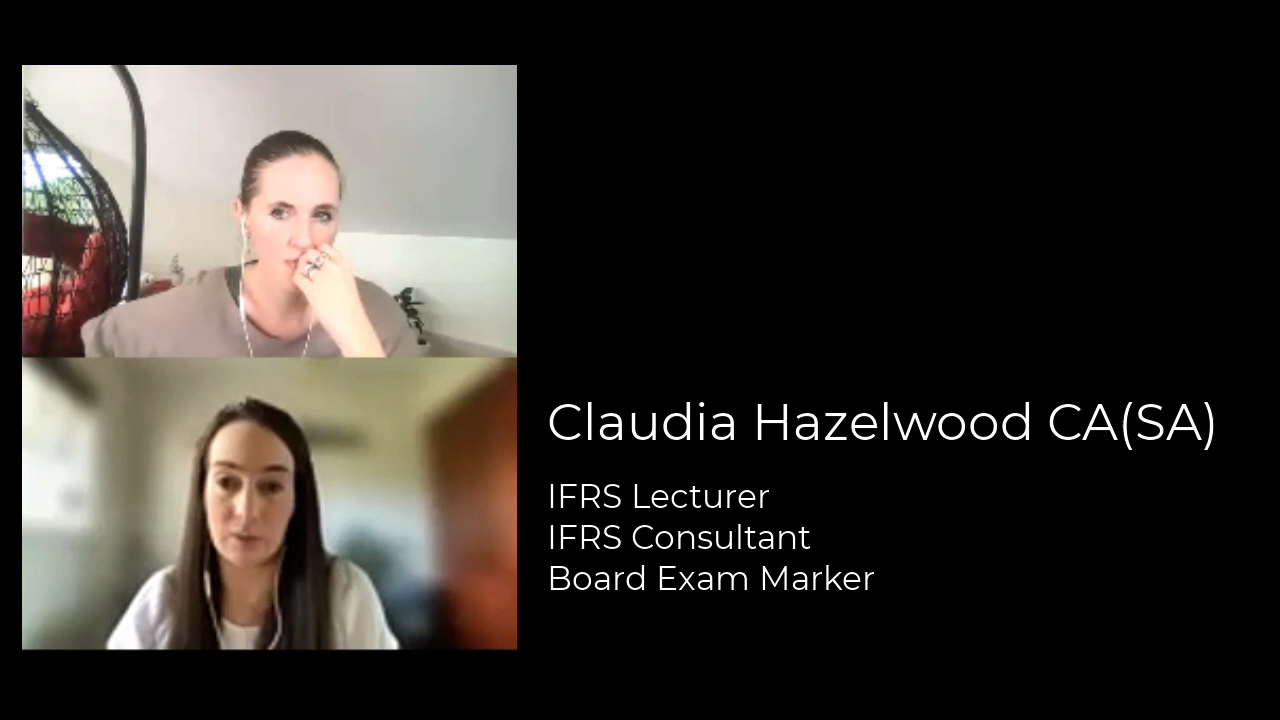 Claudia Hazelwood CA(SA)
IFRS Lecturer
IFRS Consultant
Board Exam Marker